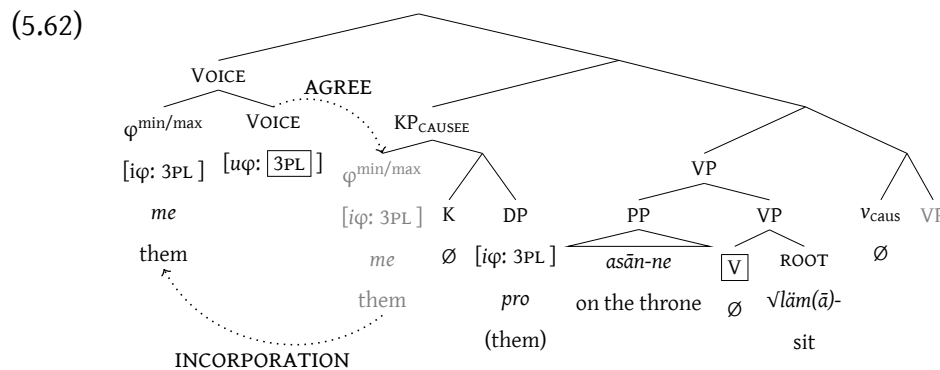 (5.62)
VOICE
AGREE
φmin/max VOICE KPCAUSEE
[iφ: 3PL ] [uφ: 3PL ] φmin/max VP
me [iφ: 3PL ] K DP PP VP vcaus VP
them me Ø [iφ: 3PL ] asān-ne V ROOT Ø
them pro on the throne Ø √läm(ā)-
(them) sit
INCORPORATION